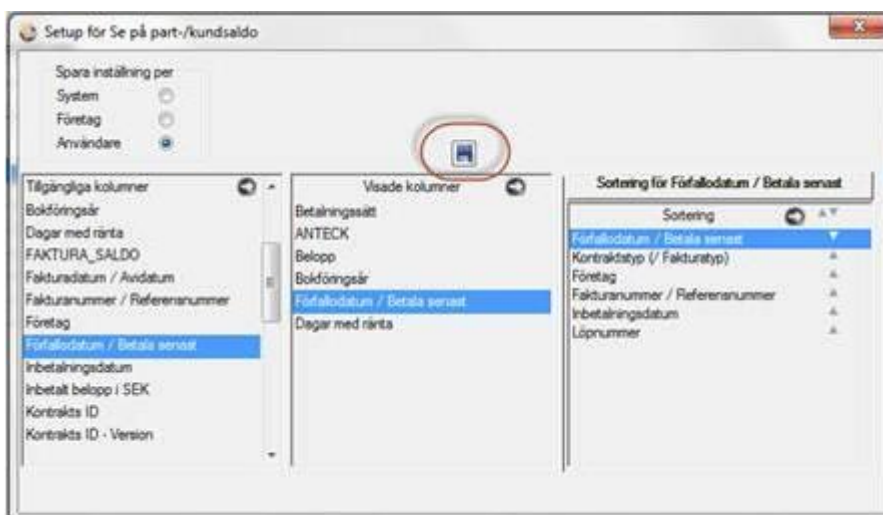 Setup för Se på part-/kundsaldo
Spara inställning per
System
Företag
Användare
Tillgängliga kolumner
Bokföringsår
Dagar med ränta
FAKTURA_SALDO
Fakturadatum / Avidatum
Fakturanummer / Referensnummer
Företag
Förfallodatum / Betala senast
Inbetalningsdatum
Inbetalt belopp i SEK
Kontrakts ID
Kontrakts ID - Version
Visade kolumner
Betalningssätt
ANTECK
Belopp
Bokföringsår
Förfallodatum / Betala senast
Dagar med ränta
Sortering för Förfallodatum / Betala senast
Sortering
Förfallodatum / Betala senast
Kontraktstyp (/ Fakturatyp)
Företag
Fakturanummer / Referensnummer
Inbetalningsdatum
Löpnummer